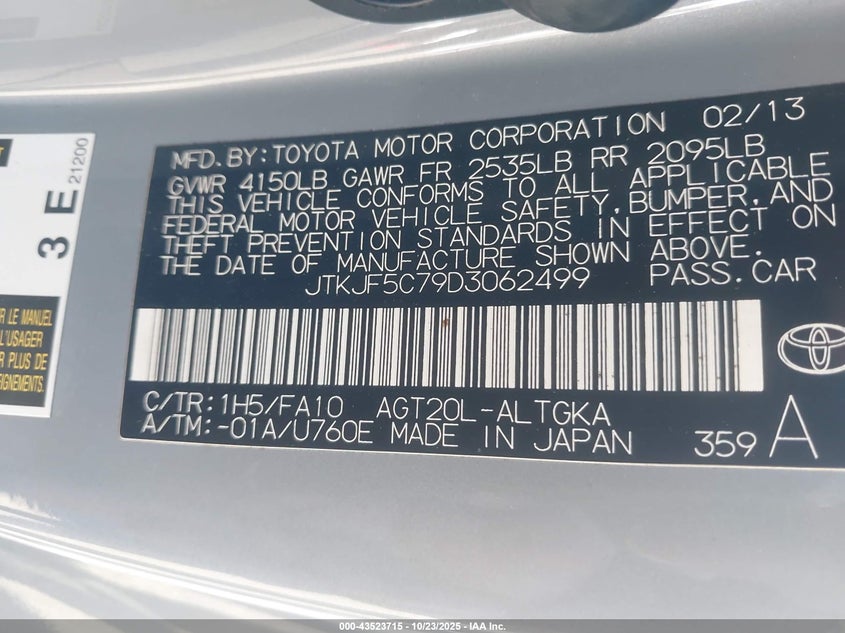 3 E
21200
R LE MANUEL
L'USAGER
R PLUS DE
EIGNEMENTS.
MFD.BY:TOYOTA MOTOR CORPORATION 02/13
GVWR 4150LB GAWR FR 2535LB RR 2095LB
THIS VEHICLE CONFORMS TO ALL APPLICABLE
FEDERAL MOTOR VEHICLE SAFETY,BUMPER,AND
THEFT PREVENTION STANDARDS IN EFFECT ON
THE DATE OF MANUFACTURE SHOWN ABOVE.
JTKJF5C79D3062499 PASS.CAR
C/TR:1H5/FA10 AGT20L-ALTGKA
A/TM:-01A/U760E MADE IN JAPAN 359 A
000-43523715 - 10/23/2025 - IAA Inc.